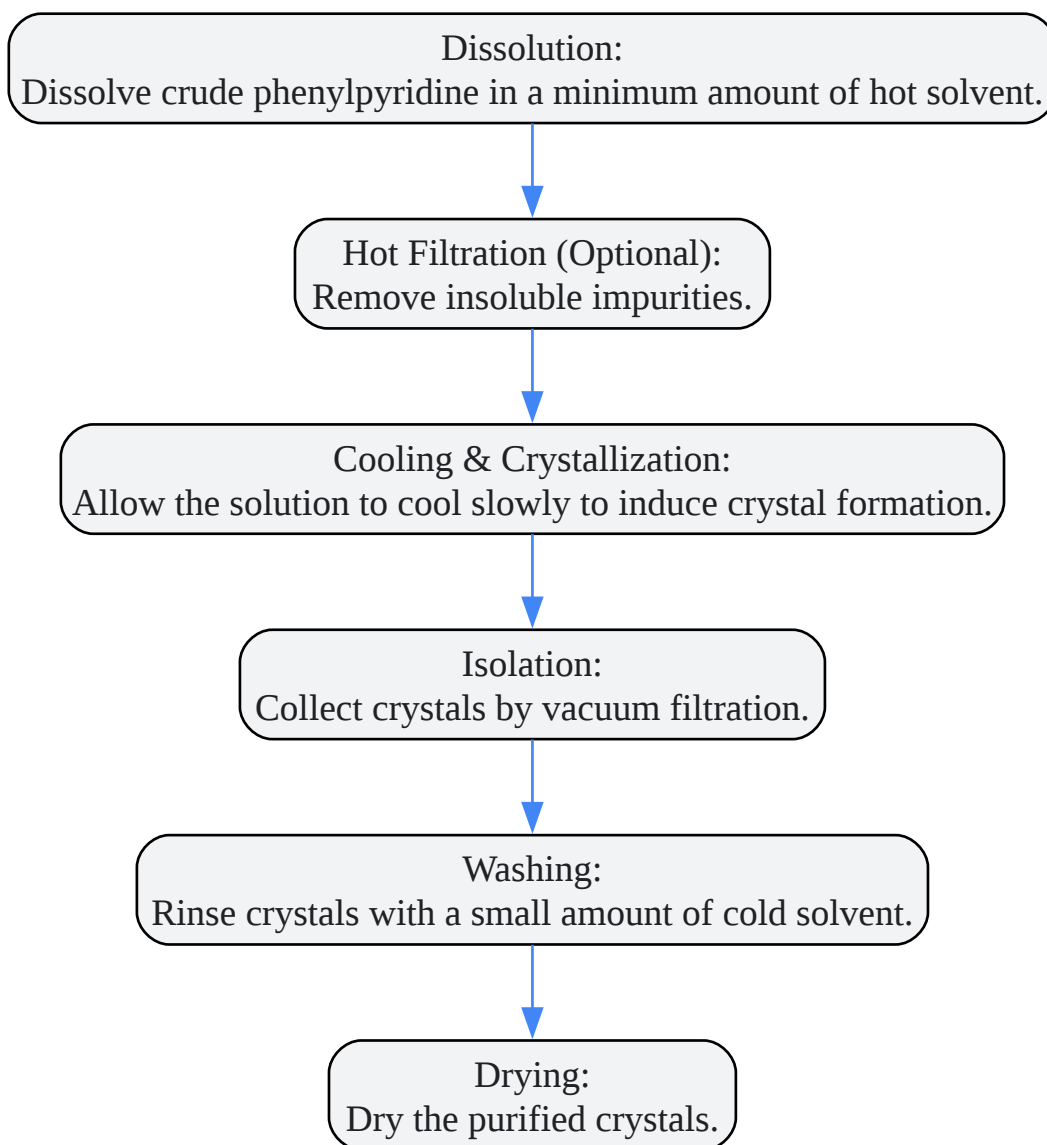 Dissolution:
Dissolve crude phenylpyridine in a minimum amount of hot solvent.
Hot Filtration (Optional):
Remove insoluble impurities.
Cooling & Crystallization:
Allow the solution to cool slowly to induce crystal formation.
Isolation:
Collect crystals by vacuum filtration.
Washing:
Rinse crystals with a small amount of cold solvent.
Drying:
Dry the purified crystals.